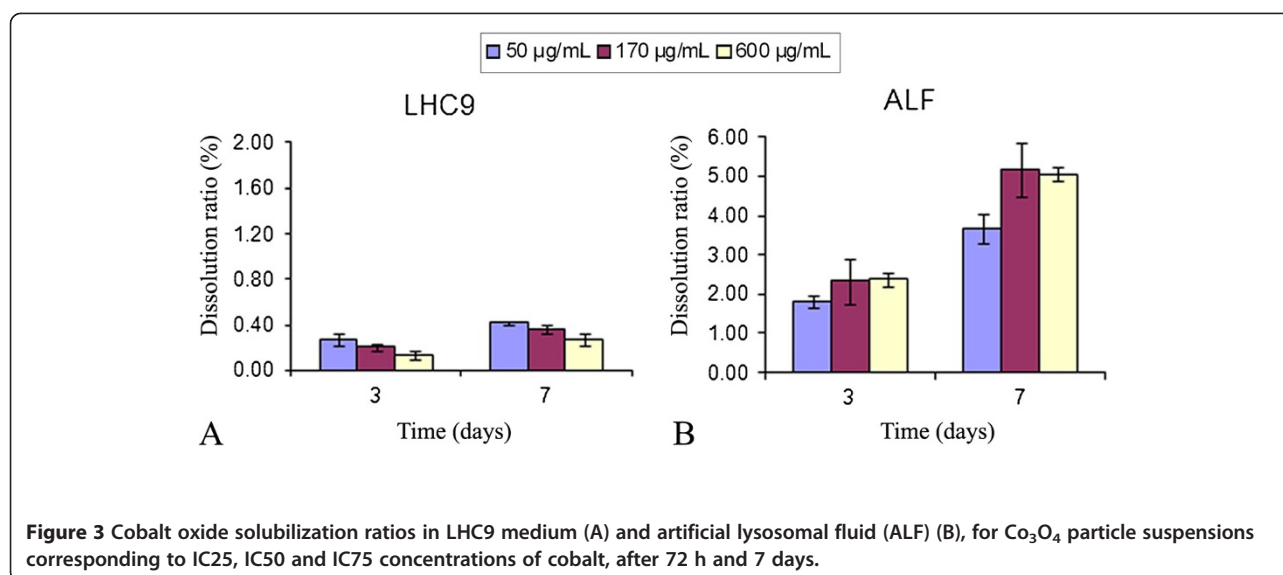 50 µg/mL 170 µg/mL 600 µg/mL
LHC9
Dissolution ratio (%)
2.00
1.60
1.20
0.80
0.40
0.00
3 7
Time (days)
A
ALF
Dissolution ratio (%)
6.00
5.00
4.00
3.00
2.00
1.00
0.00
3 7
Time (days)
B
Figure 3 Cobalt oxide solubilization ratios in LHC9 medium (A) and artificial lysosomal fluid (ALF) (B), for Co₃O₄ particle suspensions
corresponding to IC25, IC50 and IC75 concentrations of cobalt, after 72 h and 7 days.